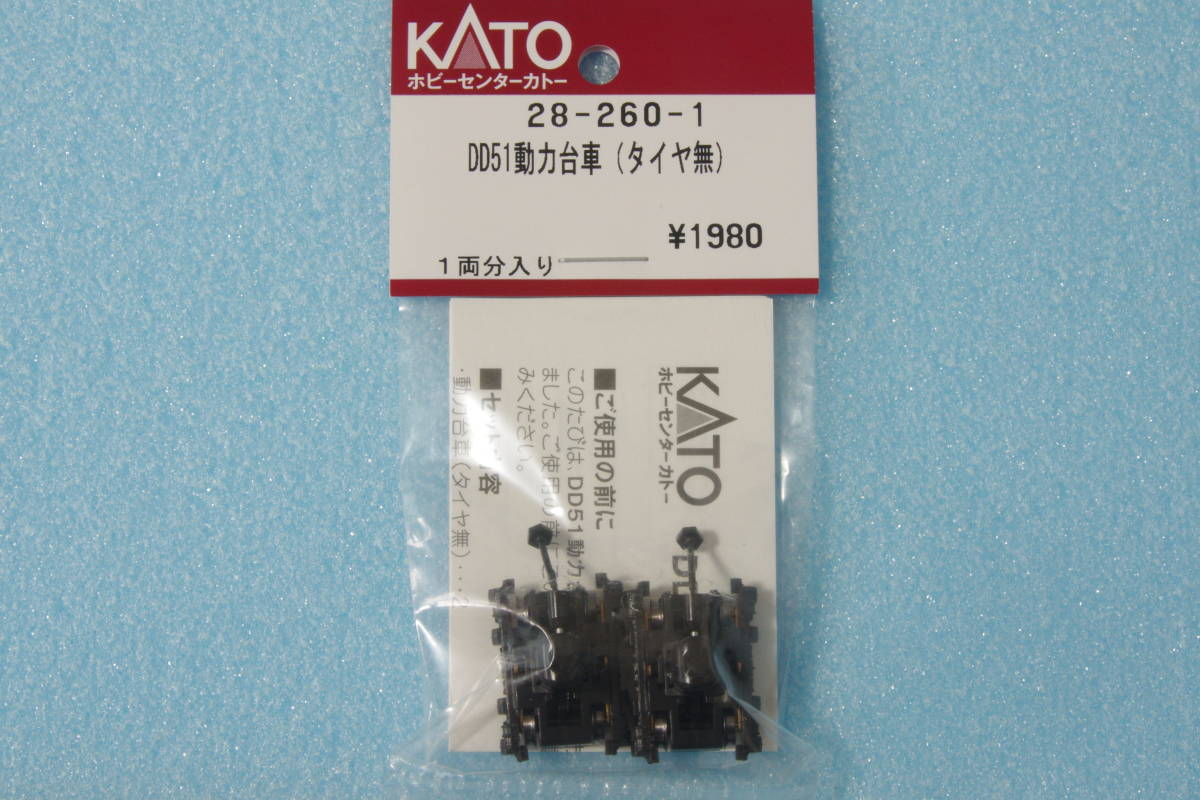 KATO
ホビーセンターカトー
28-260-1
DD51動力台車（タイヤ無）
¥1980
1両分入り
KATO
ホビーセンターカトー
■ご使用の前に
このたびは、DD51動力
ました。ご使用の前に
みください。
■セット
容
・動力台車（タイヤ無）･･･